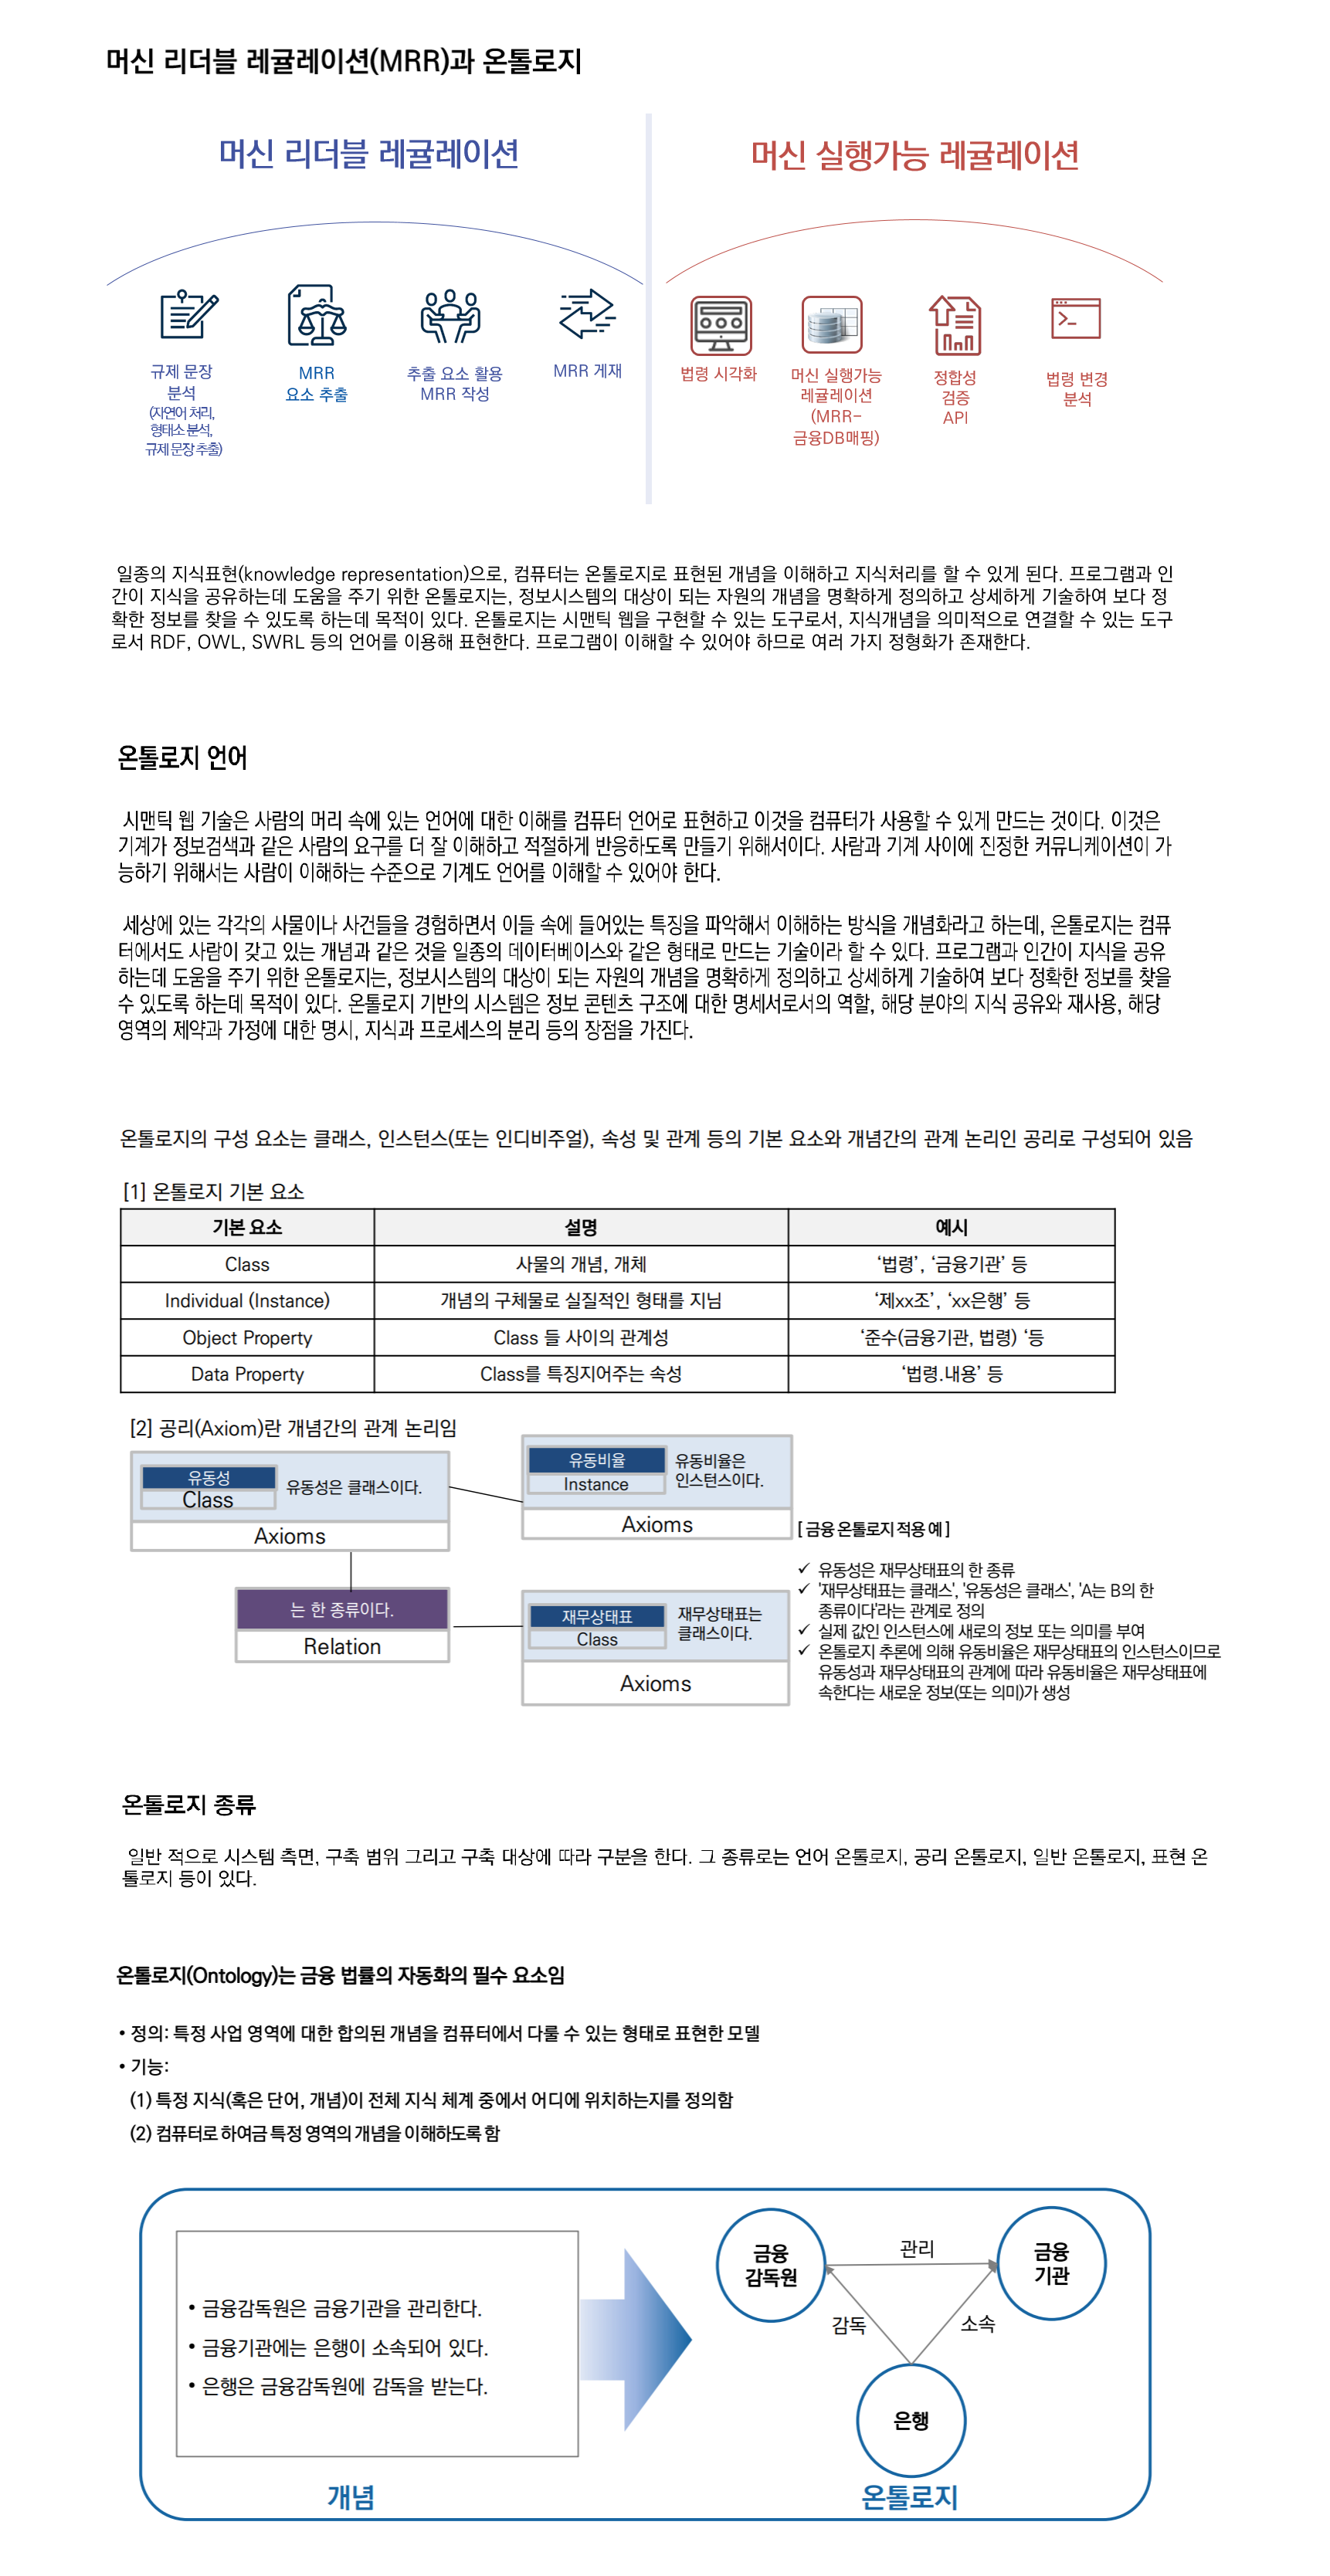 머신 리더블 레귤레이션(MRR)과 온톨로지
머신 리더블 레귤레이션
규제 문장
분석
(자연어 처리,
형태소 분석,
규제 문장 추출)
MRR
요소 추출
추출 요소 활용
MRR 작성
MRR 게재
머신 실행가능 레귤레이션
법령 시각화
머신 실행가능
레귤레이션
(MRR-
금융DB매핑)
정합성
검증
API
법령 변경
분석
일종의 지식표현(knowledge representation)으로, 컴퓨터는 온톨로지로 표현된 개념을 이해하고 지식처리를 할 수 있게 된다. 프로그램과 인
간이 지식을 공유하는데 도움을 주기 위한 온톨로지는, 정보시스템의 대상이 되는 자원의 개념을 명확하게 정의하고 상세하게 기술하여 보다 정
확한 정보를 찾을 수 있도록 하는데 목적이 있다. 온톨로지는 시맨틱 웹을 구현할 수 있는 도구로서, 지식개념을 의미적으로 연결할 수 있는 도구
로서 RDF, OWL, SWRL 등의 언어를 이용해 표현한다. 프로그램이 이해할 수 있어야 하므로 여러 가지 정형화가 존재한다.
온톨로지 언어
시맨틱 웹 기술은 사람의 머리 속에 있는 언어에 대한 이해를 컴퓨터 언어로 표현하고 이것을 컴퓨터가 사용할 수 있게 만드는 것이다. 이것은
기계가 정보검색과 같은 사람의 요구를 더 잘 이해하고 적절하게 반응하도록 만들기 위해서이다. 사람과 기계 사이에 진정한 커뮤니케이션이 가
능하기 위해서는 사람이 이해하는 수준으로 기계도 언어를 이해할 수 있어야 한다.
세상에 있는 각각의 사물이나 사건들을 경험하면서 이들 속에 들어있는 특징을 파악해서 이해하는 방식을 개념화라고 하는데, 온톨로지는 컴퓨
터에서도 사람이 갖고 있는 개념과 같은 것을 일종의 데이터베이스와 같은 형태로 만드는 기술이라 할 수 있다. 프로그램과 인간이 지식을 공유
하는데 도움을 주기 위한 온톨로지는, 정보시스템의 대상이 되는 자원의 개념을 명확하게 정의하고 상세하게 기술하여 보다 정확한 정보를 찾을
수 있도록 하는데 목적이 있다. 온톨로지 기반의 시스템은 정보 콘텐츠 구조에 대한 명세서로서의 역할, 해당 분야의 지식 공유와 재사용, 해당
영역의 제약과 가정에 대한 명시, 지식과 프로세스의 분리 등의 장점을 가진다.
온톨로지의 구성 요소는 클래스, 인스턴스(또는 인디비주얼), 속성 및 관계 등의 기본 요소와 개념간의 관계 논리인 공리로 구성되어 있음
[1] 온톨로지 기본 요소
기본 요소 설명 예시
Class 사물의 개념, 개체 ‘법령’, ‘금융기관’ 등
Individual (Instance) 개념의 구체물로 실질적인 형태를 지님 ‘제xx조’, ‘xx은행’ 등
Object Property Class 들 사이의 관계성 ‘준수(금융기관, 법령) ‘등
Data Property Class를 특징지어주는 속성 ‘법령.내용’ 등
[2] 공리(Axiom)란 개념간의 관계 논리임
유동성
Class
유동성은 클래스이다.
Axioms
유동비율
Instance
유동비율은
인스턴스이다.
Axioms
는 한 종류이다.
Relation
재무상태표
Class
재무상태표는
클래스이다.
Axioms
[ 금융 온톨로지 적용 예 ]
✓ 유동성은 재무상태표의 한 종류
✓ '재무상태표는 클래스', '유동성은 클래스', 'A는 B의 한
종류이다'라는 관계로 정의
✓ 실제 값인 인스턴스에 새로의 정보 또는 의미를 부여
✓ 온톨로지 추론에 의해 유동비율은 재무상태표의 인스턴스이므로
유동성과 재무상태표의 관계에 따라 유동비율은 재무상태표에
속한다는 새로운 정보(또는 의미)가 생성
온톨로지 종류
일반 적으로 시스템 측면, 구축 범위 그리고 구축 대상에 따라 구분을 한다. 그 종류로는 언어 온톨로지, 공리 온톨로지, 일반 온톨로지, 표현 온
톨로지 등이 있다.
온톨로지(Ontology)는 금융 법률의 자동화의 필수 요소임
• 정의: 특정 사업 영역에 대한 합의된 개념을 컴퓨터에서 다룰 수 있는 형태로 표현한 모델
• 기능:
(1) 특정 지식(혹은 단어, 개념)이 전체 지식 체계 중에서 어디에 위치하는지를 정의함
(2) 컴퓨터로 하여금 특정 영역의 개념을 이해하도록 함
• 금융감독원은 금융기관을 관리한다.
• 금융기관에는 은행이 소속되어 있다.
• 은행은 금융감독원에 감독을 받는다.
개념
금융
감독원
관리
금융
기관
감독
소속
은행
온톨로지